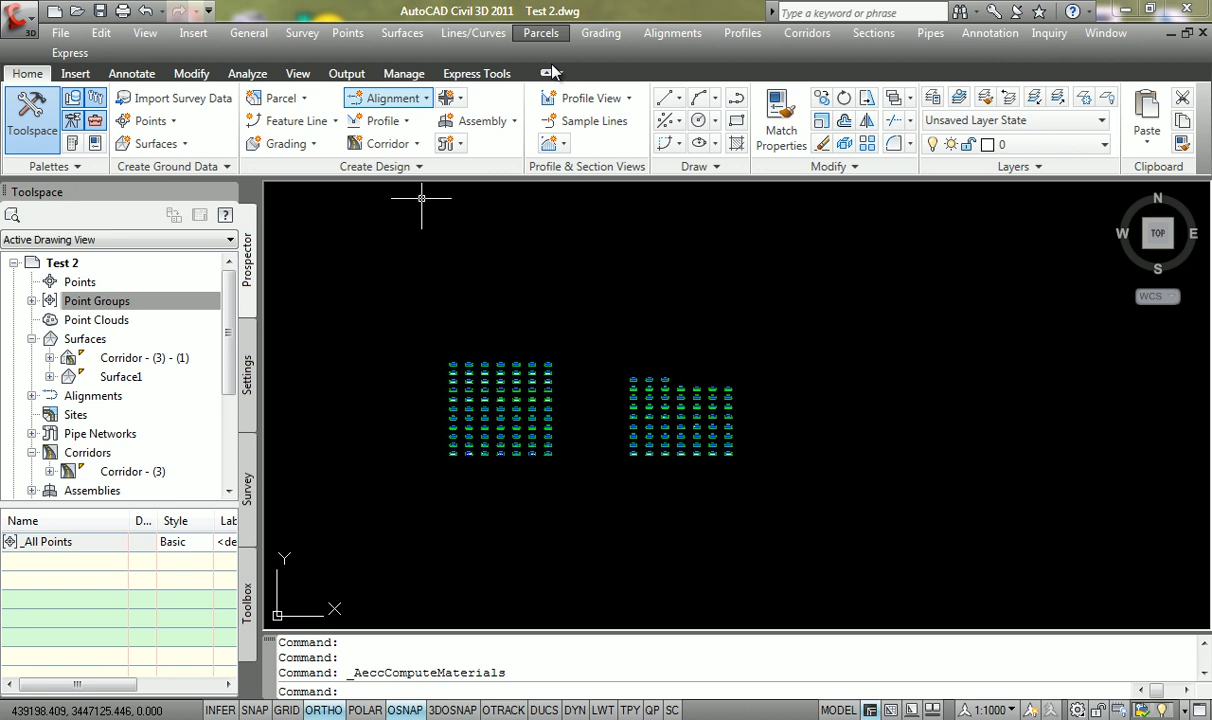 AutoCAD Civil 3D 2011 Test 2.dwg
Type a keyword or phrase
3D
File Edit View Insert General Survey Points Surfaces Lines/Curves Parcels Grading Alignments Profiles Corridors Sections Pipes Annotation Inquiry Window
Express
Home Insert Annotate Modify Analyze View Output Manage Express Tools
Import Survey Data Parcel Alignment Profile View
Points Feature Line Profile Assembly Sample Lines Unsaved Layer State
Toolspace Match Properties Paste
Surfaces Grading Corridor 0
Palettes Create Ground Data Create Design Profile & Section Views Draw Modify Layers Clipboard
Toolspace
Active Drawing View
Test 2
Points
Point Groups
Point Clouds
Surfaces
Corridor - (3) - (1)
Surface1
Alignments
Sites
Pipe Networks
Corridors
Corridor - (3)
Assemblies
Prospector
Settings
Survey
Toolbox
Name D... Style Lab
_All Points Basic <de
N
W TOP E
S
WCS
Y
X
Command:
Command:
Command: _AeccComputeMaterials
Command:
439198.409, 3447125.446, 0.000 INFER SNAP GRID ORTHO POLAR OSNAP 3DOSNAP OTRACK DUCS DYN LWT TPY QP SC MODEL 1:1000